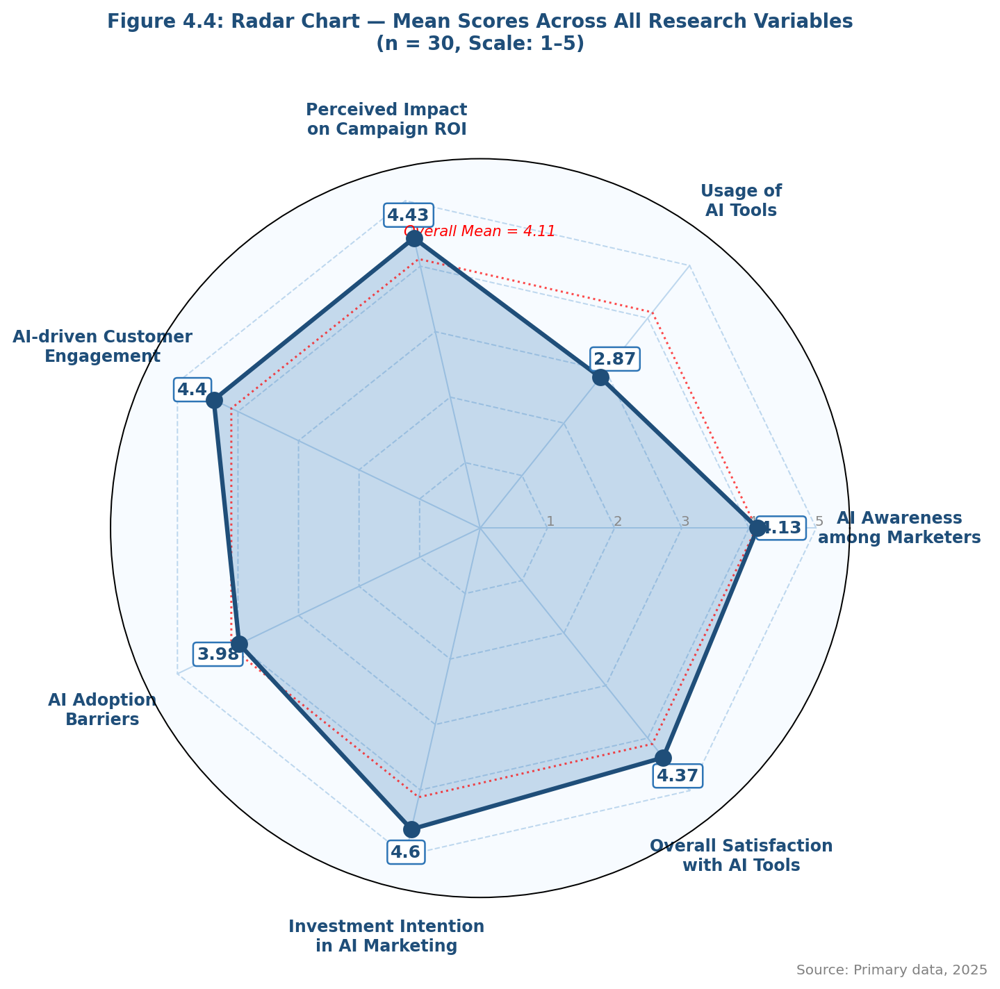 Figure 4.4: Radar Chart — Mean Scores Across All Research Variables
(n = 30, Scale: 1–5)
Perceived Impact
on Campaign ROI
Usage of
AI Tools
4.43
Overall Mean = 4.11
AI-driven Customer
Engagement
2.87
4.4
1
2
3
4
4.13
5
AI Awareness
among Marketers
3.98
AI Adoption
Barriers
4.37
4.6
Overall Satisfaction
with AI Tools
Investment Intention
in AI Marketing
Source: Primary data, 2025